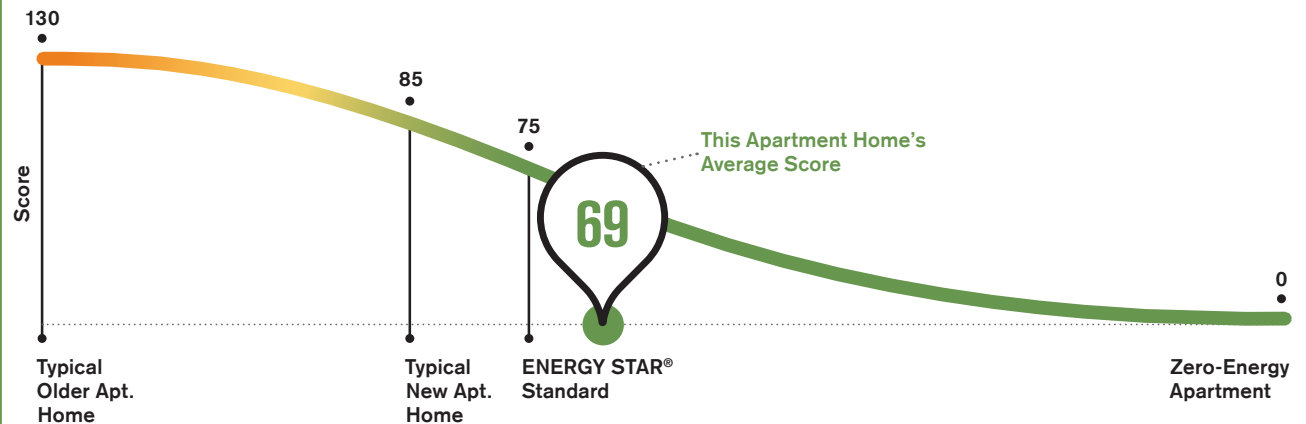 130
85
75
This Apartment Home's
Average Score
69
Score
0
Typical
Older Apt.
Home
Typical
New Apt.
Home
ENERGY STAR®
Standard
Zero-Energy
Apartment